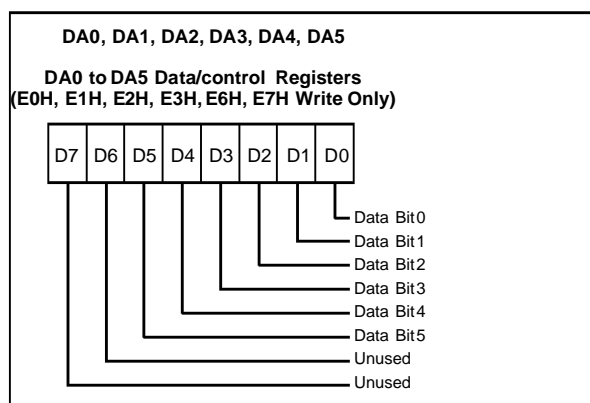 DA0, DA1, DA2, DA3, DA4, DA5
DA0 to DA5 Data/control Registers
(E0H, E1H, E2H, E3H, E6H, E7H Write Only)
D7 D6 D5 D4 D3 D2 D1 D0
Data Bit0
Data Bit1
Data Bit2
Data Bit3
Data Bit4
Data Bit5
Unused
Unused